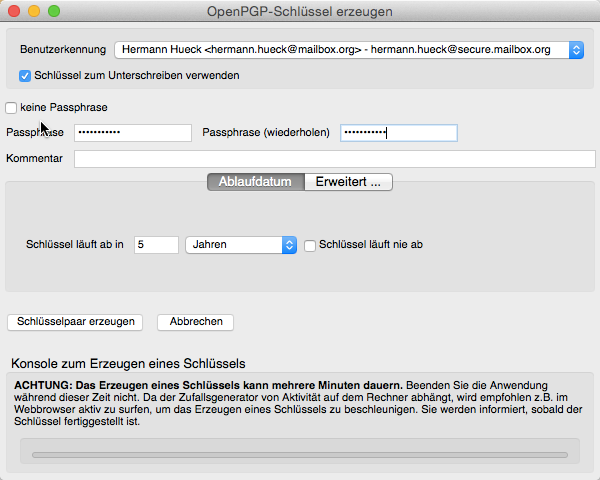 OpenPGP-Schlüssel erzeugen
Benutzerkennung Hermann Hueck <hermann.hueck@mailbox.org> - hermann.hueck@secure.mailbox.org
Schlüssel zum Unterschreiben verwenden
keine Passphrase
Passphrase ••••••••••• Passphrase (wiederholen) •••••••••••
Kommentar
Ablaufdatum Erweitert ...
Schlüssel läuft ab in 5 Jahren Schlüssel läuft nie ab
Schlüsselpaar erzeugen Abbrechen
Konsole zum Erzeugen eines Schlüssels
ACHTUNG: Das Erzeugen eines Schlüssels kann mehrere Minuten dauern. Beenden Sie die Anwendung
während dieser Zeit nicht. Da der Zufallsgenerator von Aktivität auf dem Rechner abhängt, wird empfohlen z.B. im
Webbrowser aktiv zu surfen, um das Erzeugen eines Schlüssels zu beschleunigen. Sie werden informiert, sobald der
Schlüssel fertiggestellt ist.